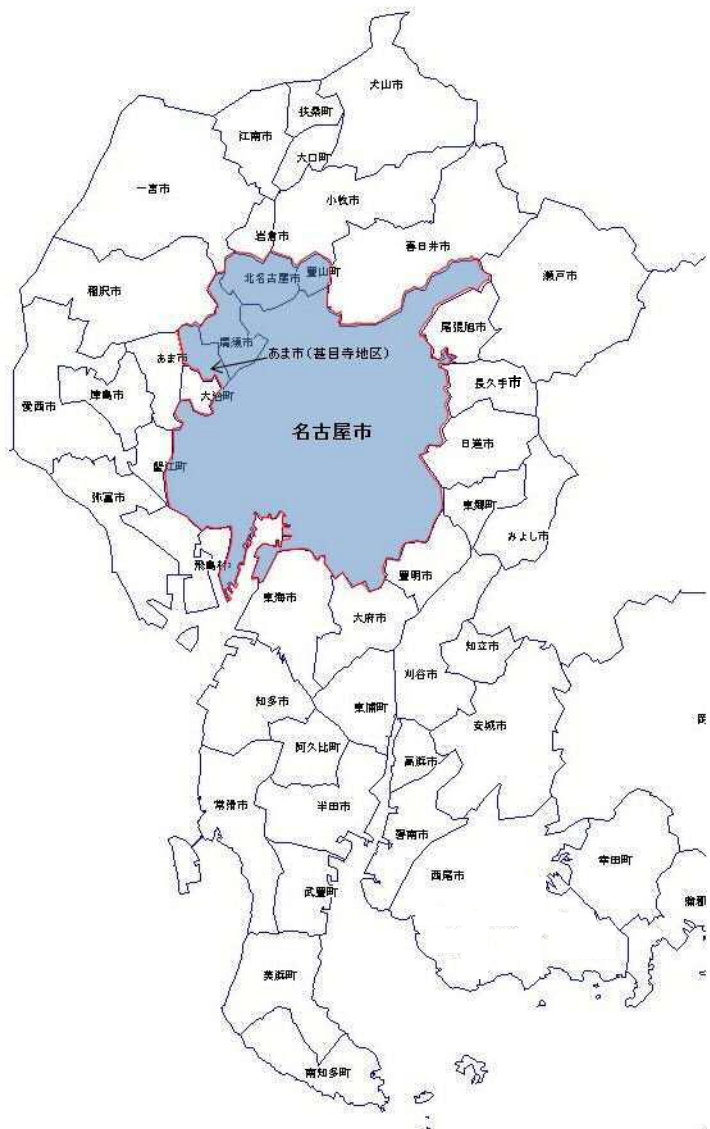 犬山市
扶桑町
江南市
大口町
一宮市
小牧市
岩倉市
春日井市
北名古屋市
豊山町
瀬戸市
稲沢市
尾張旭市
清須市
あま市
あま市(甚目寺地区)
長久手市
大治町
津島市
愛西市
名古屋市
日進市
蟹江町
弥富市
東郷町
みよし市
飛島村
豊明市
東海市
大府市
知立市
刈谷市
知多市
東浦町
安城市
岡
阿久比町
高浜市
常滑市
半田市
碧南市
幸田町
西尾市
武豊町
蒲郡
美浜町
南知多町